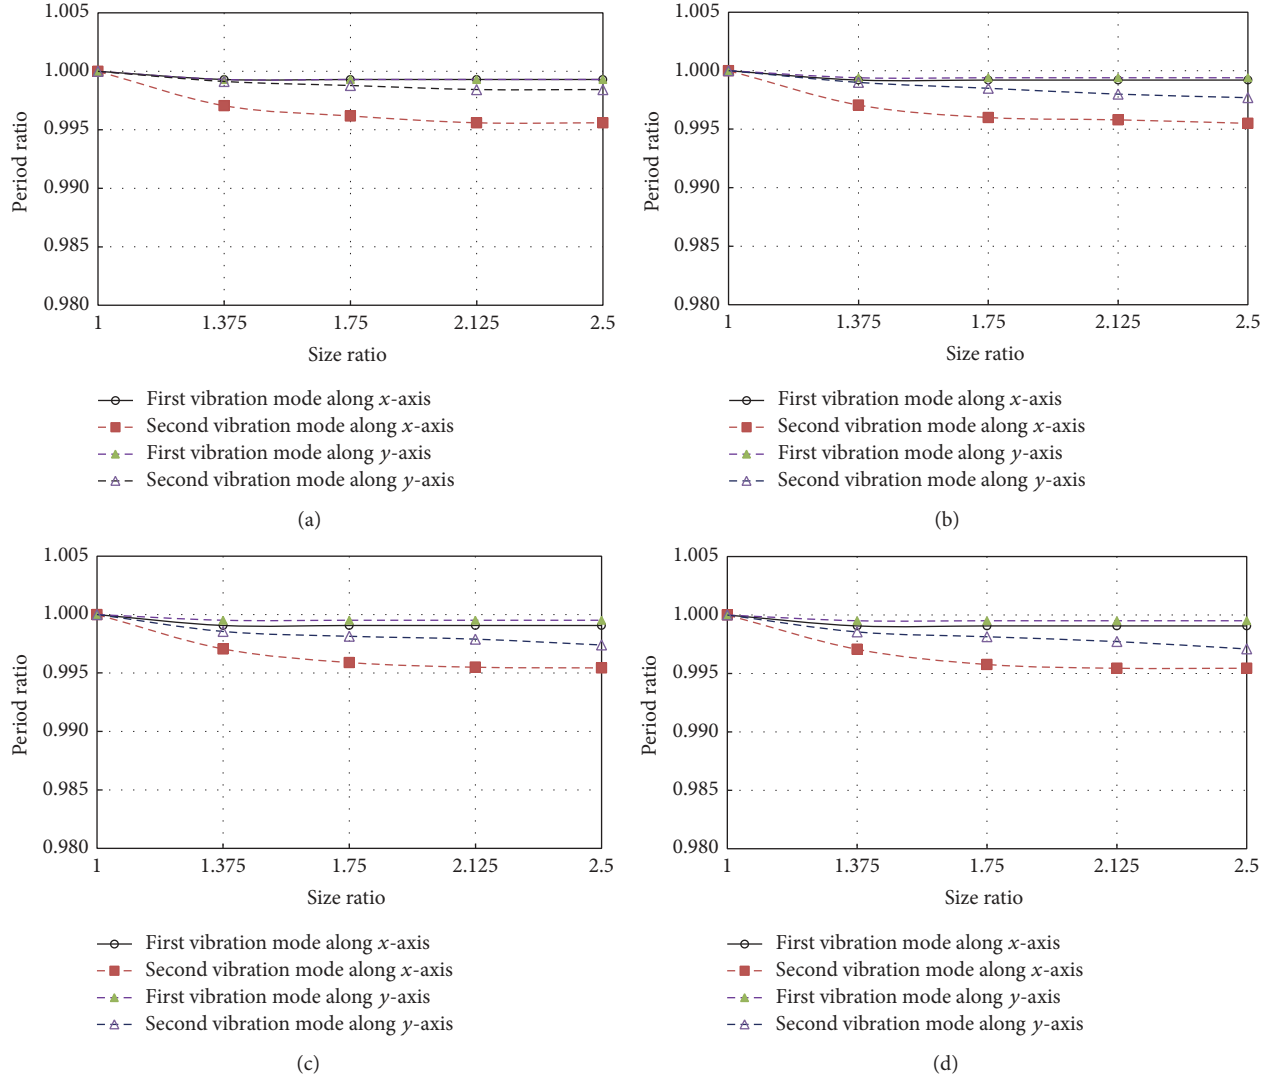 1.005
1.000
0.995
0.990
0.985
0.980
Period ratio
1 1.375 1.75 2.125 2.5
Size ratio
First vibration mode along x-axis
Second vibration mode along x-axis
First vibration mode along y-axis
Second vibration mode along y-axis
(a)
1.005
1.000
0.995
0.990
0.985
0.980
Period ratio
1 1.375 1.75 2.125 2.5
Size ratio
First vibration mode along x-axis
Second vibration mode along x-axis
First vibration mode along y-axis
Second vibration mode along y-axis
(b)
1.005
1.000
0.995
0.990
0.985
0.980
Period ratio
1 1.375 1.75 2.125 2.5
Size ratio
First vibration mode along x-axis
Second vibration mode along x-axis
First vibration mode along y-axis
Second vibration mode along y-axis
(c)
1.005
1.000
0.995
0.990
0.985
0.980
Period ratio
1 1.375 1.75 2.125 2.5
Size ratio
First vibration mode along x-axis
Second vibration mode along x-axis
First vibration mode along y-axis
Second vibration mode along y-axis
(d)